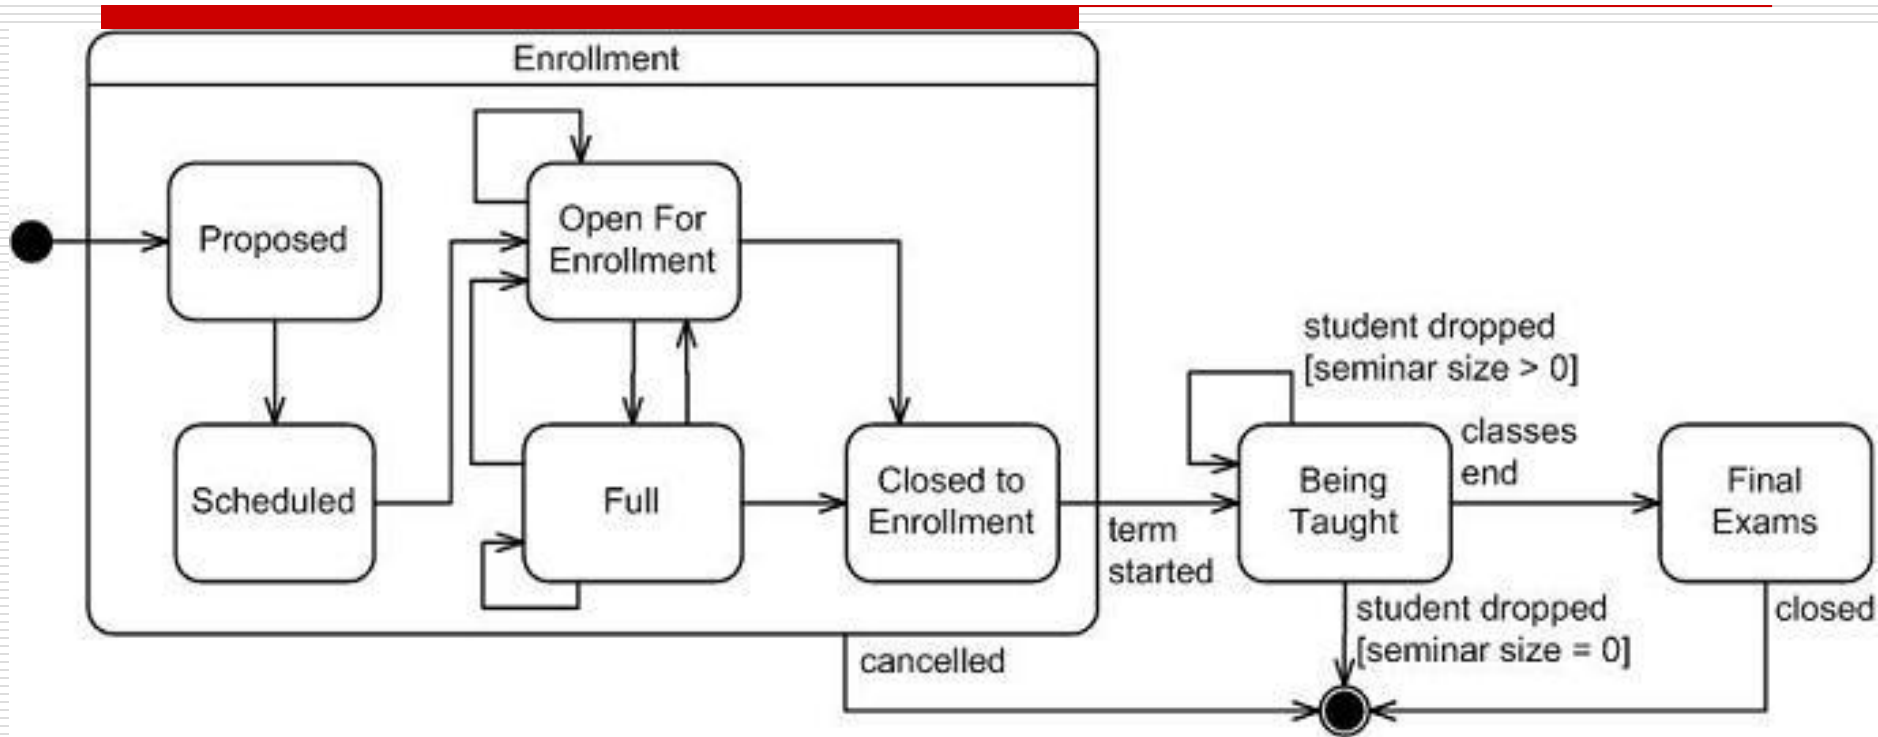 Enrollment
Proposed
Open For
Enrollment
Scheduled
Full
Closed to
Enrollment
term
started
cancelled
student dropped
[seminar size > 0]
Being
Taught
classes
end
Final
Exams
student dropped
[seminar size = 0]
closed